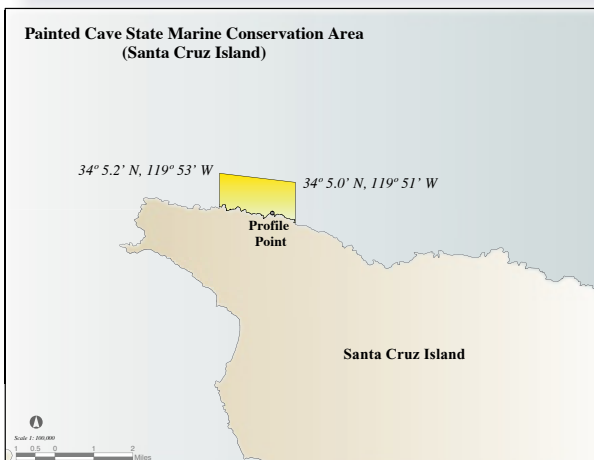 Painted Cave State Marine Conservation Area
(Santa Cruz Island)
34º 5.2’ N, 119º 53’ W
34º 5.0’ N, 119º 51’ W
Profile
Point
Santa Cruz Island
Scale 1: 100,000
1 0.5 0 1 2
Miles